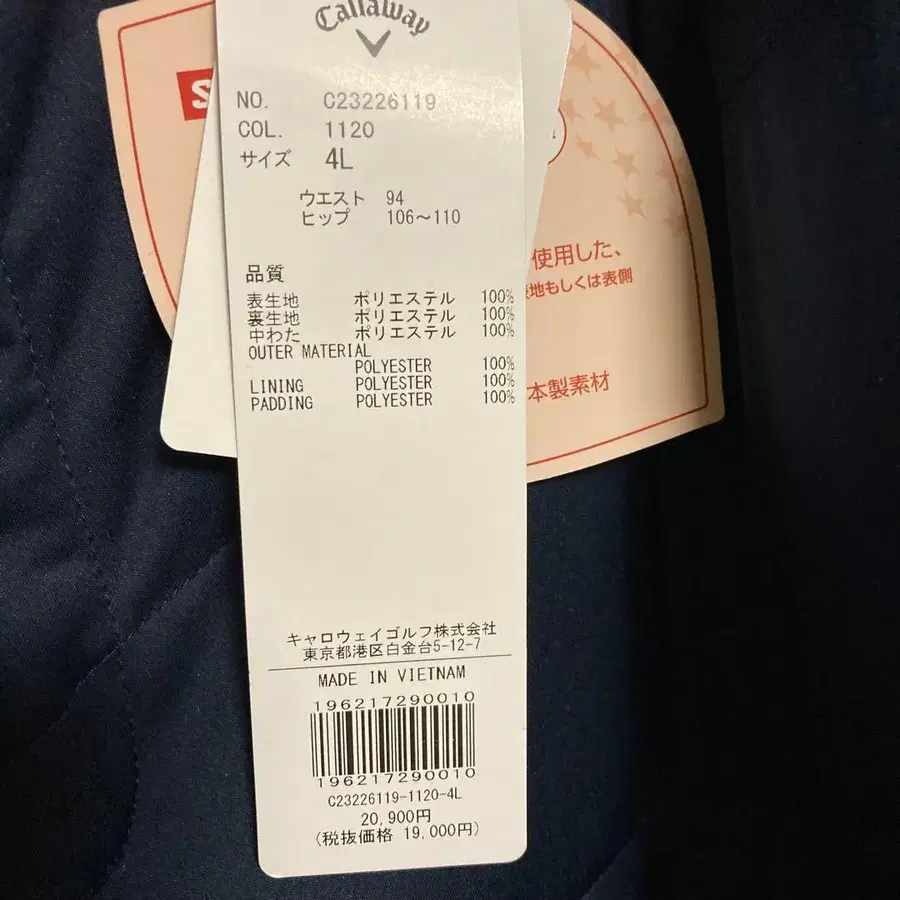 Callaway
NO. C23226119
COL. 1120
サイズ 4L
ウエスト 94
ヒップ 106～110
品質
表生地 ポリエステル 100%
裏生地 ポリエステル 100%
中わた ポリエステル 100%
OUTER MATERIAL
POLYESTER 100%
LINING POLYESTER 100%
PADDING POLYESTER 100%
キャロウェイゴルフ株式会社
東京都港区白金台5-12-7
MADE IN VIETNAM
196217290010
196217290010
C23226119-1120-4L
20,900円
(税抜価格 19,000円)
S
使用した、
地もしくは表側
本製素材